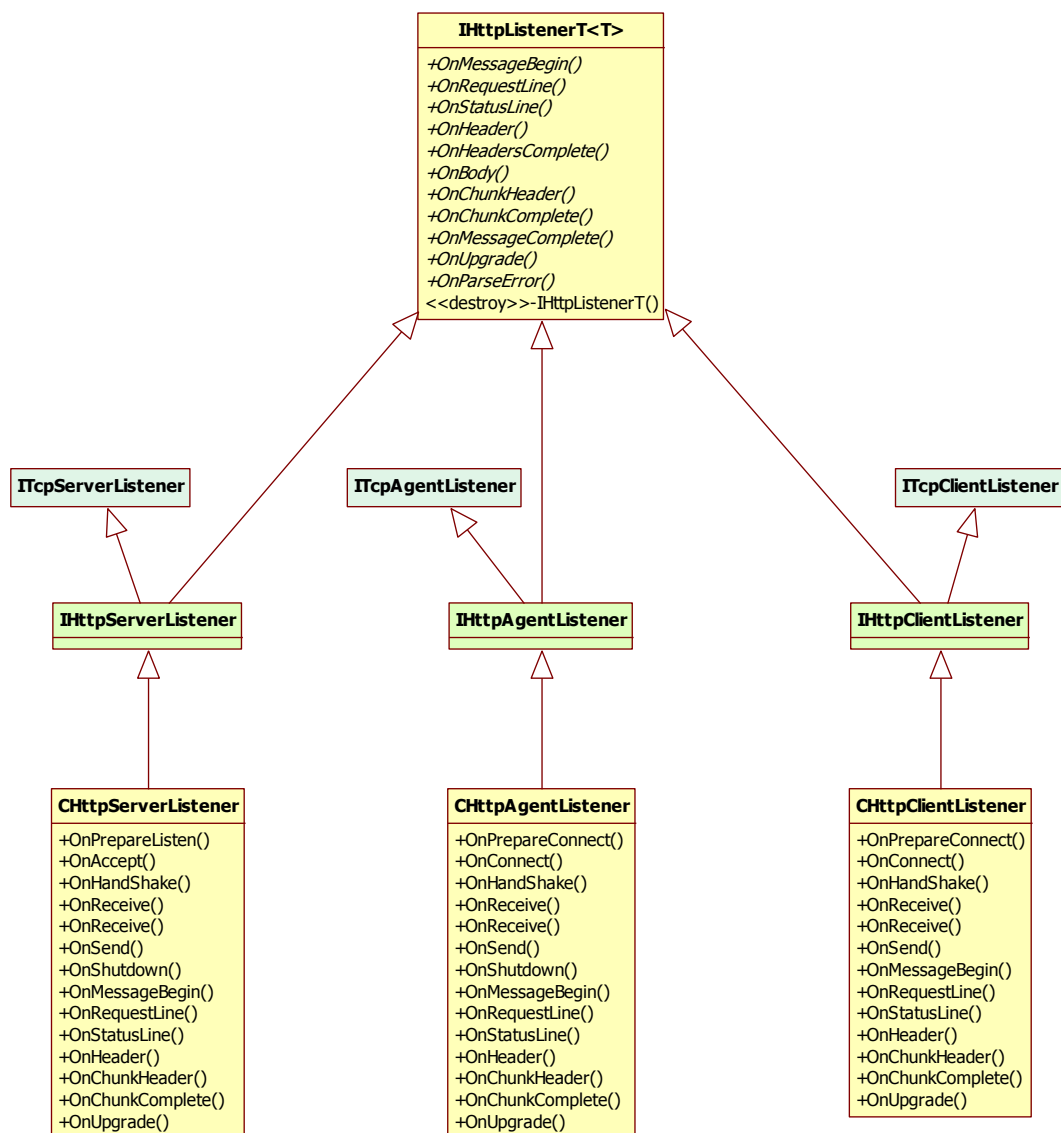 IHttpListenerT<T>
+OnMessageBegin()
+OnRequestLine()
+OnStatusLine()
+OnHeader()
+OnHeadersComplete()
+OnBody()
+OnChunkHeader()
+OnChunkComplete()
+OnMessageComplete()
+OnUpgrade()
+OnParseError()
<<destroy>>-IHttpListenerT()
ITcpServerListener
ITcpAgentListener
ITcpClientListener
IHttpServerListener
IHttpAgentListener
IHttpClientListener
CHttpServerListener
+OnPrepareListen()
+OnAccept()
+OnHandShake()
+OnReceive()
+OnReceive()
+OnSend()
+OnShutdown()
+OnMessageBegin()
+OnRequestLine()
+OnStatusLine()
+OnHeader()
+OnChunkHeader()
+OnChunkComplete()
+OnUpgrade()
CHttpAgentListener
+OnPrepareConnect()
+OnConnect()
+OnHandShake()
+OnReceive()
+OnReceive()
+OnSend()
+OnShutdown()
+OnMessageBegin()
+OnRequestLine()
+OnStatusLine()
+OnHeader()
+OnChunkHeader()
+OnChunkComplete()
+OnUpgrade()
CHttpClientListener
+OnPrepareConnect()
+OnConnect()
+OnHandShake()
+OnReceive()
+OnReceive()
+OnSend()
+OnMessageBegin()
+OnRequestLine()
+OnStatusLine()
+OnHeader()
+OnChunkHeader()
+OnChunkComplete()
+OnUpgrade()